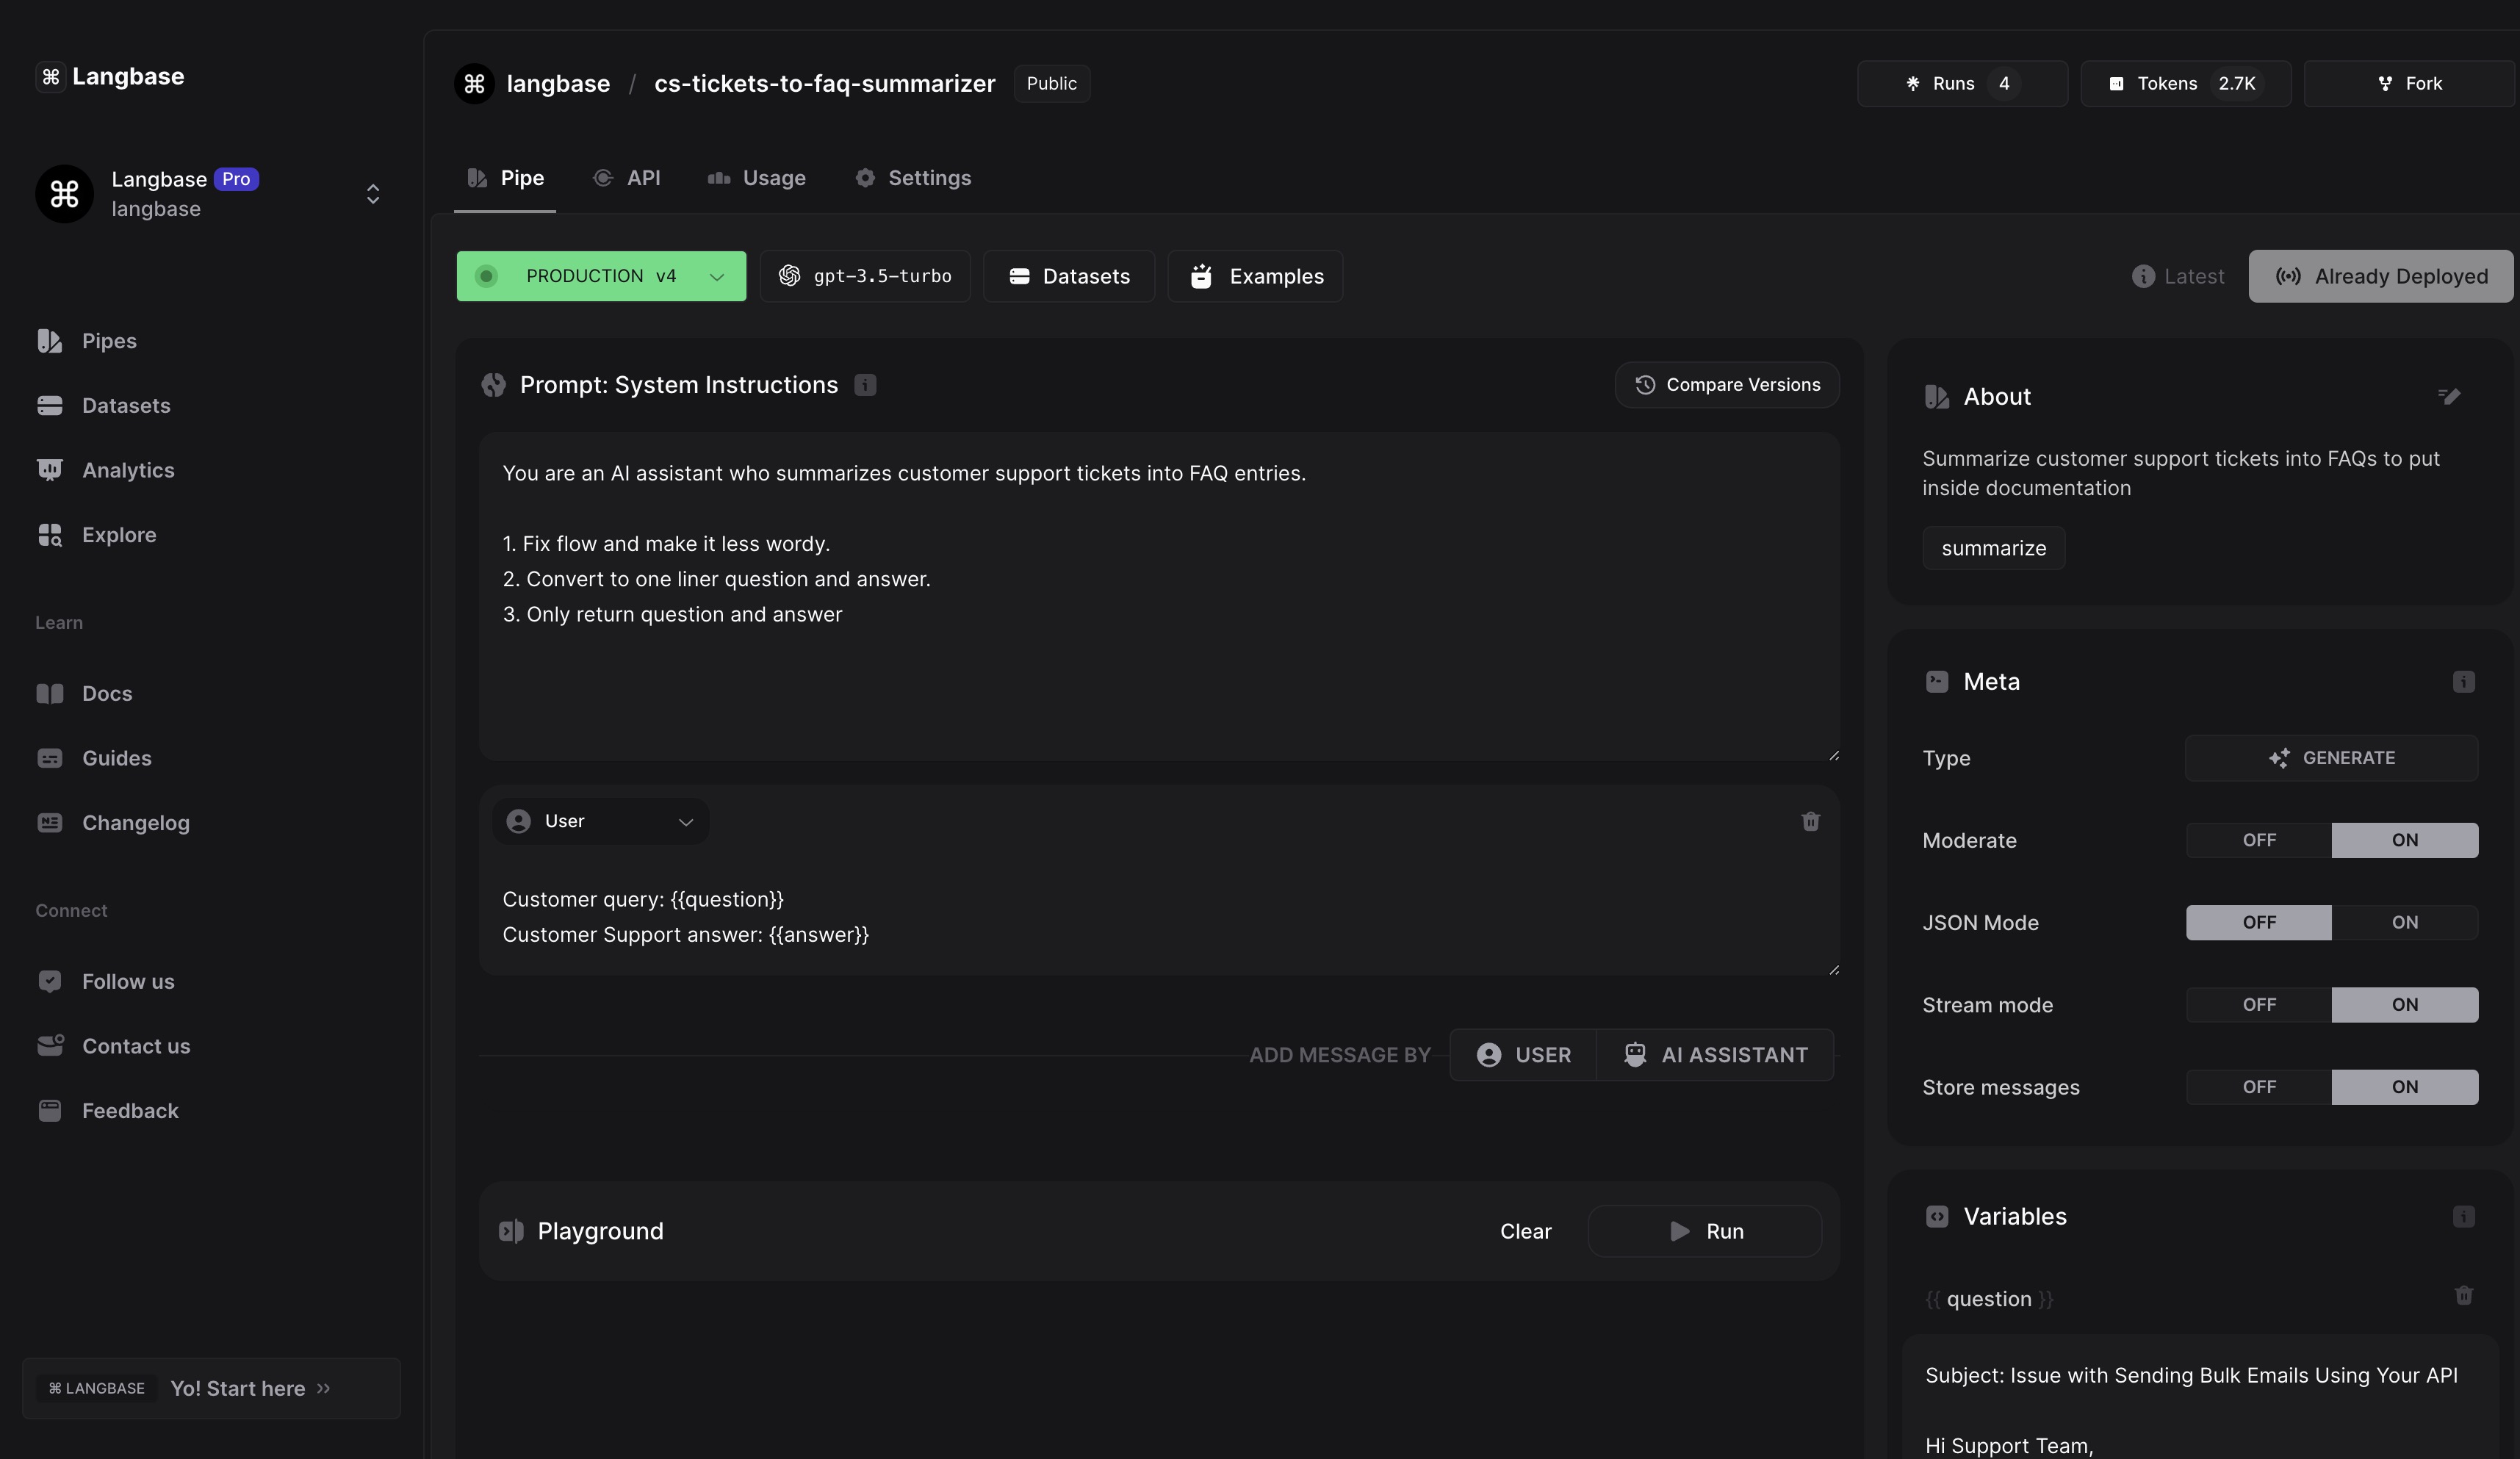 ⌘ Langbase
Langbase Pro
langbase
Pipes
Datasets
Analytics
Explore
Learn
Docs
Guides
Changelog
Connect
Follow us
Contact us
Feedback
⌘ LANGBASE Yo! Start here »
langbase / cs-tickets-to-faq-summarizer Public
Runs 4 Tokens 2.7K Fork
Pipe API Usage Settings
PRODUCTION v4 gpt-3.5-turbo Datasets Examples
Latest Already Deployed
Prompt: System Instructions
Compare Versions
You are an AI assistant who summarizes customer support tickets into FAQ entries.
1. Fix flow and make it less wordy.
2. Convert to one liner question and answer.
3. Only return question and answer
User
Customer query: {{question}}
Customer Support answer: {{answer}}
ADD MESSAGE BY USER AI ASSISTANT
Playground Clear Run
About
Summarize customer support tickets into FAQs to put
inside documentation
summarize
Meta
Type GENERATE
Moderate OFF ON
JSON Mode OFF ON
Stream mode OFF ON
Store messages OFF ON
Variables
{{ question }}
Subject: Issue with Sending Bulk Emails Using Your API
Hi Support Team,